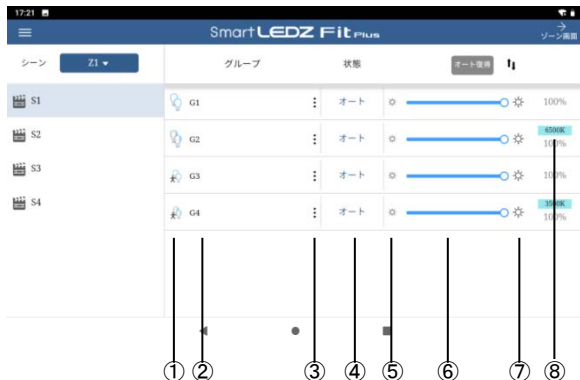 17:21
Smart LEDZ Fit Plus
ゾーン画面
シーン Z1 グループ 状態 オート復帰
S1 G1 オート 100%
6500K
S2 G2 オート 100%
S3 G3 オート 100%
3500K
S4 G4 オート 100%
① ② ③ ④ ⑤ ⑥ ⑦ ⑧